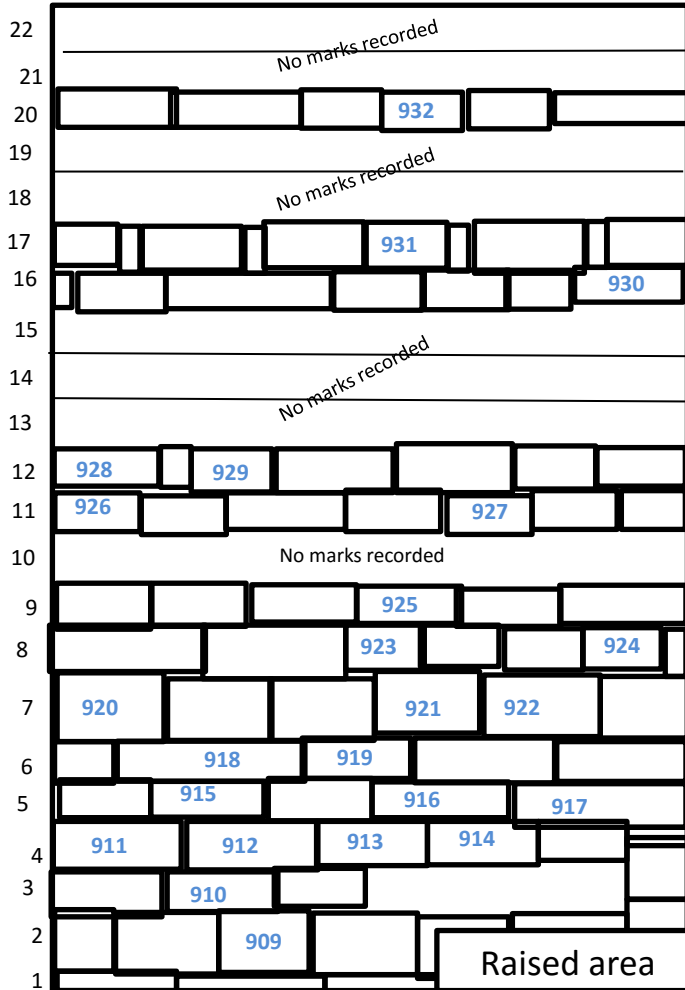 22
No marks recorded
21
20 932
19
No marks recorded
18
17 931
16 930
15
14
No marks recorded
13
12 928 929
11 926 927
10 No marks recorded
9 925
8 923 924
7 920 921 922
6 918 919
5 915 916 917
4 911 912 913 914
3 910
2 909
Raised area
1